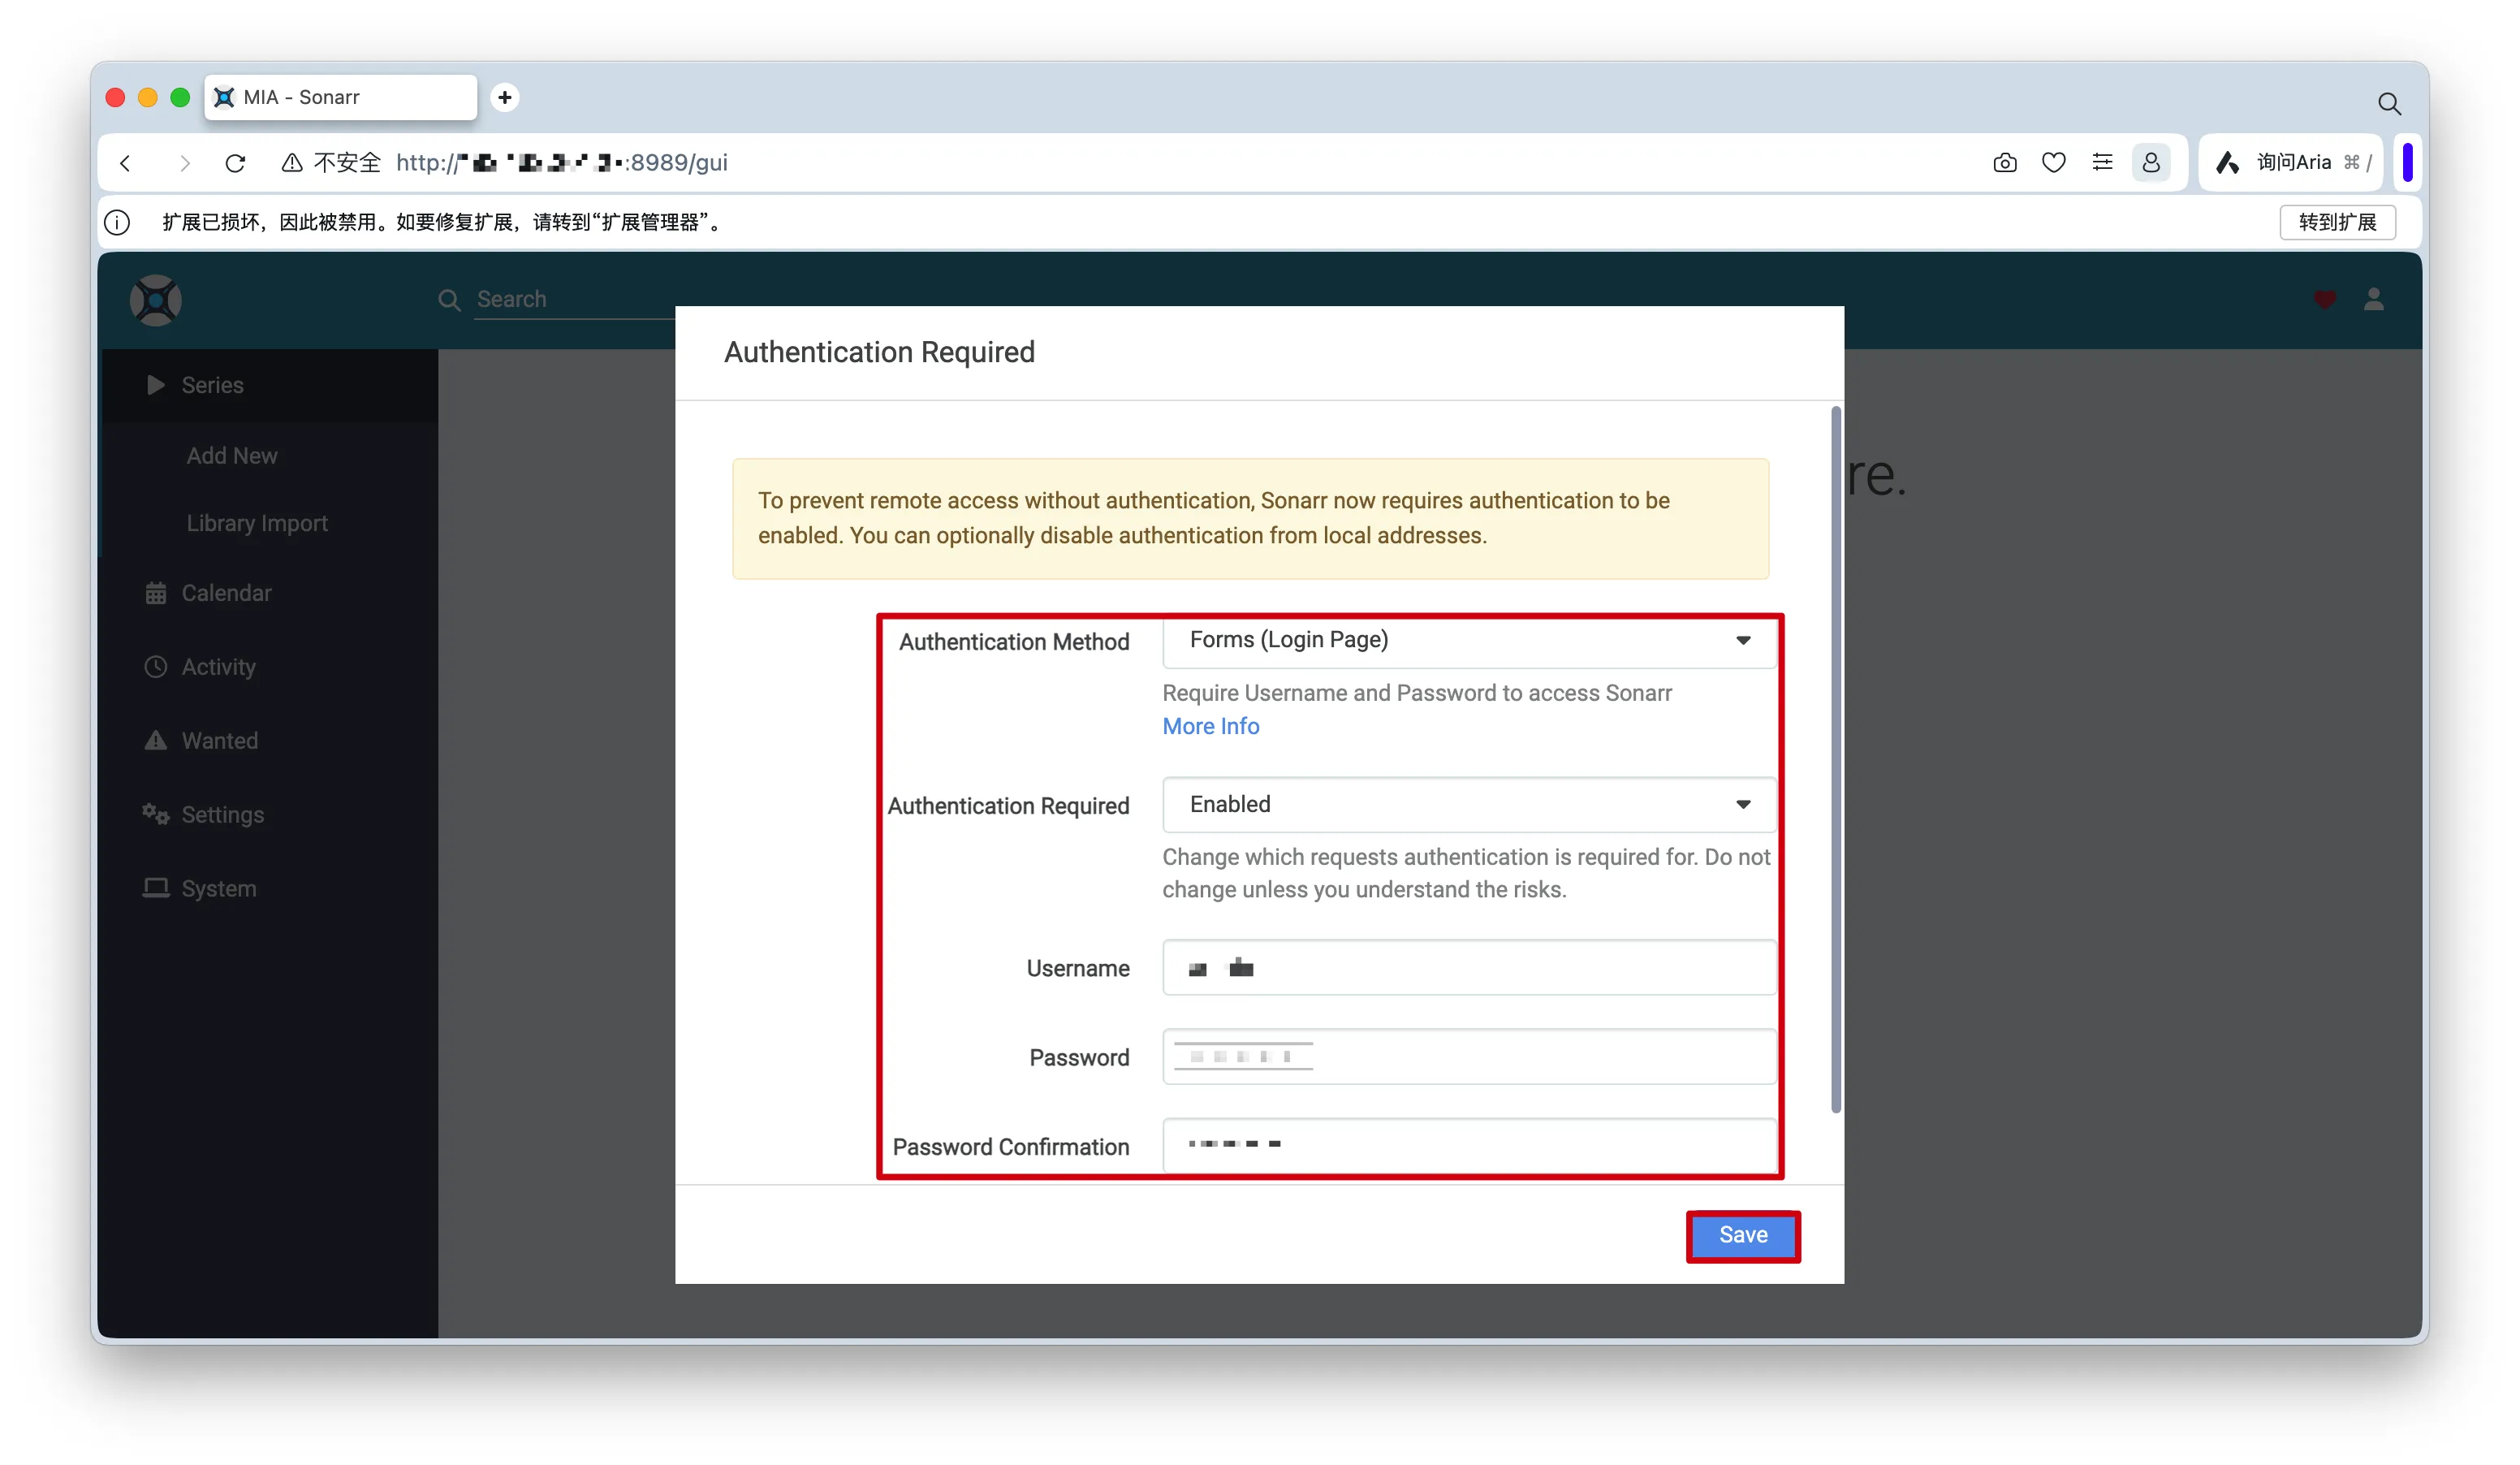 MIA - Sonarr
不安全 http:// :8989/gui
询问Aria ⌘ /
扩展已损坏，因此被禁用。如要修复扩展，请转到“扩展管理器”。
转到扩展
Search
Series
Add New
Library Import
Calendar
Activity
Wanted
Settings
System
re.
Authentication Required
To prevent remote access without authentication, Sonarr now requires authentication to be
enabled. You can optionally disable authentication from local addresses.
Authentication Method
Forms (Login Page)
Require Username and Password to access Sonarr
More Info
Authentication Required
Enabled
Change which requests authentication is required for. Do not
change unless you understand the risks.
Username
Password
Password Confirmation
Save